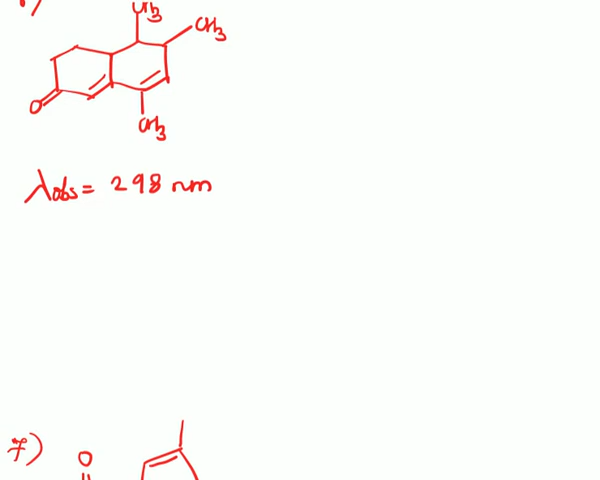 CH3
CH3
O
CH3
λobs = 298 nm
7)
O